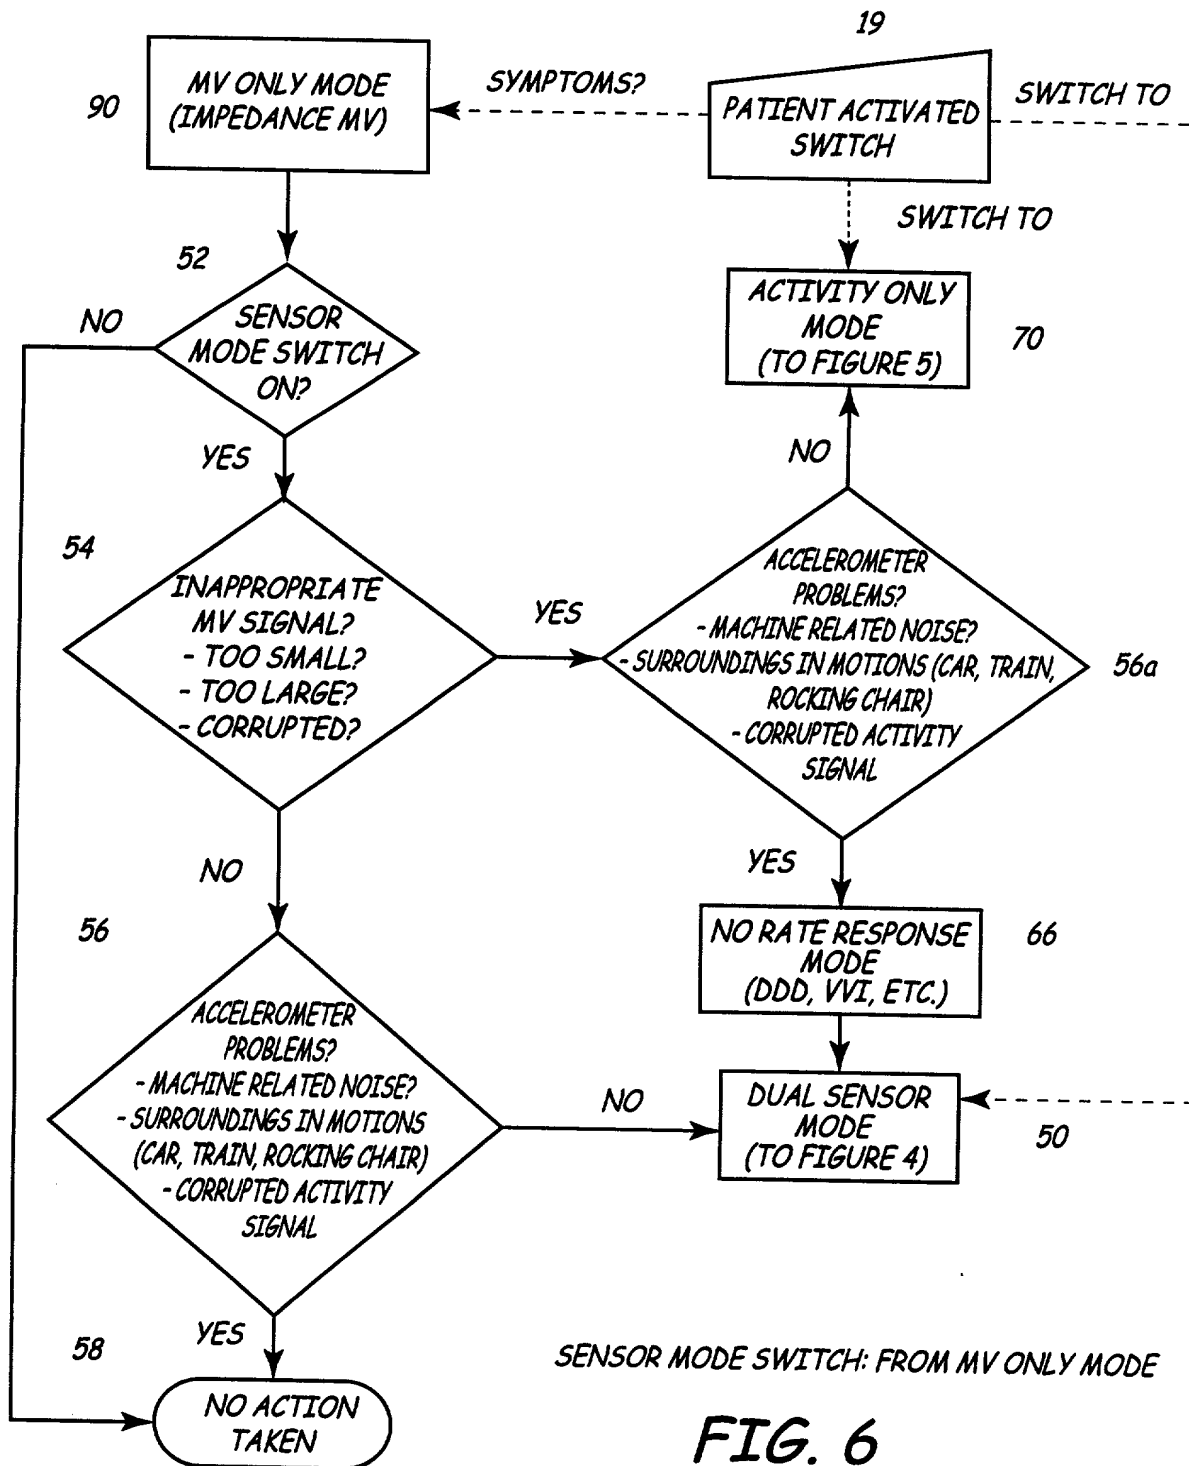 19
90
MV ONLY MODE
(IMPEDANCE MV)
SYMPTOMS?
PATIENT ACTIVATED
SWITCH
SWITCH TO
SWITCH TO
52
NO
SENSOR
MODE SWITCH
ON?
YES
ACTIVITY ONLY
MODE
(TO FIGURE 5)
70
NO
54
INAPPROPRIATE
MV SIGNAL?
- TOO SMALL?
- TOO LARGE?
- CORRUPTED?
YES
ACCELEROMETER
PROBLEMS?
- MACHINE RELATED NOISE?
- SURROUNDINGS IN MOTIONS (CAR, TRAIN,
ROCKING CHAIR)
- CORRUPTED ACTIVITY
SIGNAL
56a
NO
YES
56
NO RATE RESPONSE
MODE
(DDD, VVI, ETC.)
66
ACCELEROMETER
PROBLEMS?
- MACHINE RELATED NOISE?
- SURROUNDINGS IN MOTIONS
(CAR, TRAIN, ROCKING CHAIR)
- CORRUPTED ACTIVITY
SIGNAL
NO
DUAL SENSOR
MODE
(TO FIGURE 4)
50
YES
58
NO ACTION
TAKEN
SENSOR MODE SWITCH: FROM MV ONLY MODE
FIG. 6